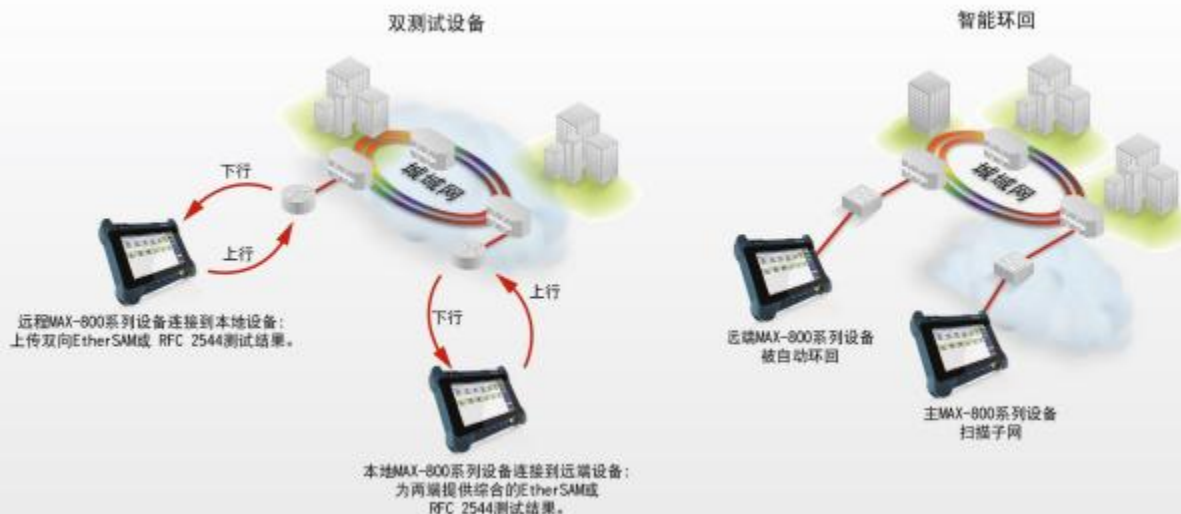 双测试设备
智能环回
城域网
下行
上行
远程MAX-800系列设备连接到本地设备:
上传双向EtherSAM或 RFC 2544测试结果。
上行
下行
本地MAX-800系列设备连接到远端设备:
为两端提供综合的EtherSAM或
RFC 2544测试结果。
城域网
远端MAX-800系列设备
被自动环回
主MAX-800系列设备
扫描子网